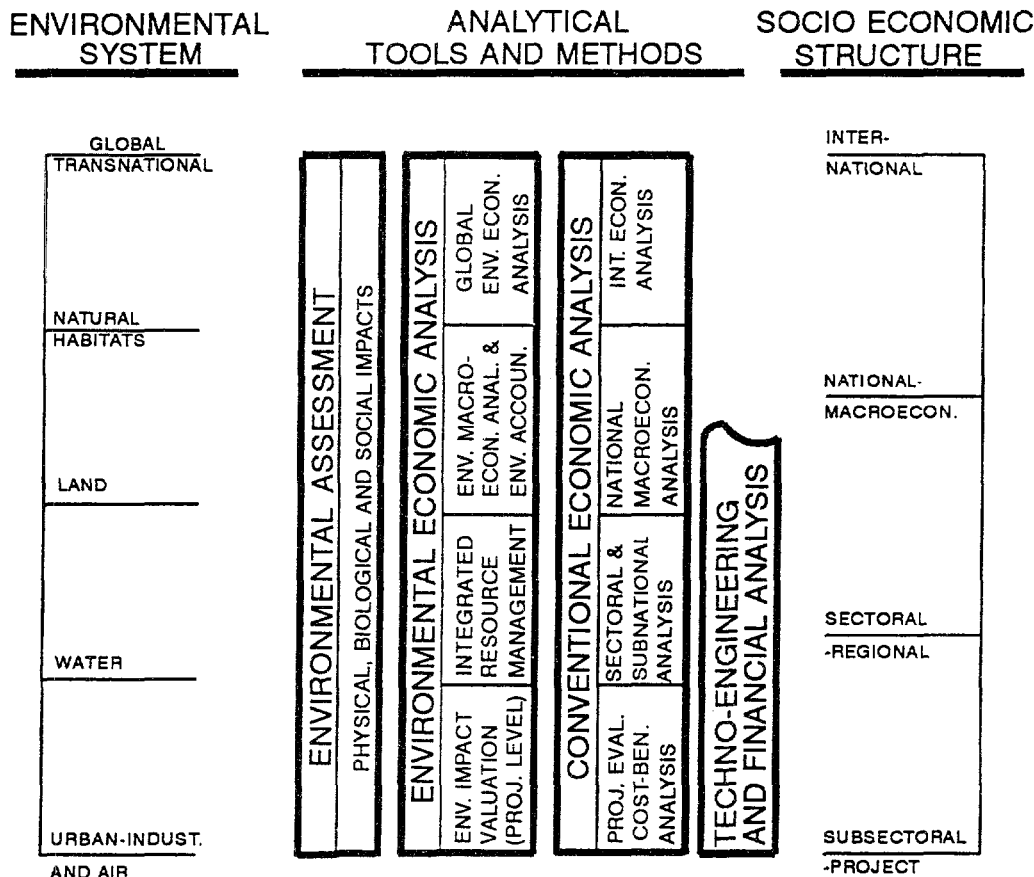 ENVIRONMENTAL
SYSTEM
ANALYTICAL
TOOLS AND METHODS
SOCIO ECONOMIC
STRUCTURE
GLOBAL
TRANSNATIONAL
NATURAL
HABITATS
LAND
WATER
URBAN-INDUST.
AND AIR
ENVIRONMENTAL ASSESSMENT
PHYSICAL, BIOLOGICAL AND SOCIAL IMPACTS
ENVIRONMENTAL ECONOMIC ANALYSIS
GLOBAL
ENV. ECON.
ANALYSIS
ENV. MACRO-
ECON. ANAL. &
ENV. ACCOUN.
INTEGRATED
RESOURCE
MANAGEMENT
ENV. IMPACT
VALUATION
(PROJ. LEVEL)
CONVENTIONAL ECONOMIC ANALYSIS
INT. ECON.
ANALYSIS
NATIONAL
MACROECON.
ANALYSIS
SECTORAL &
SUBNATIONAL
ANALYSIS
PROJ. EVAL.
COST-BEN.
ANALYSIS
TECHNO-ENGINEERING
AND FINANCIAL ANALYSIS
INTER-
NATIONAL
NATIONAL-
MACROECON.
SECTORAL
-REGIONAL
SUBSECTORAL
-PROJECT